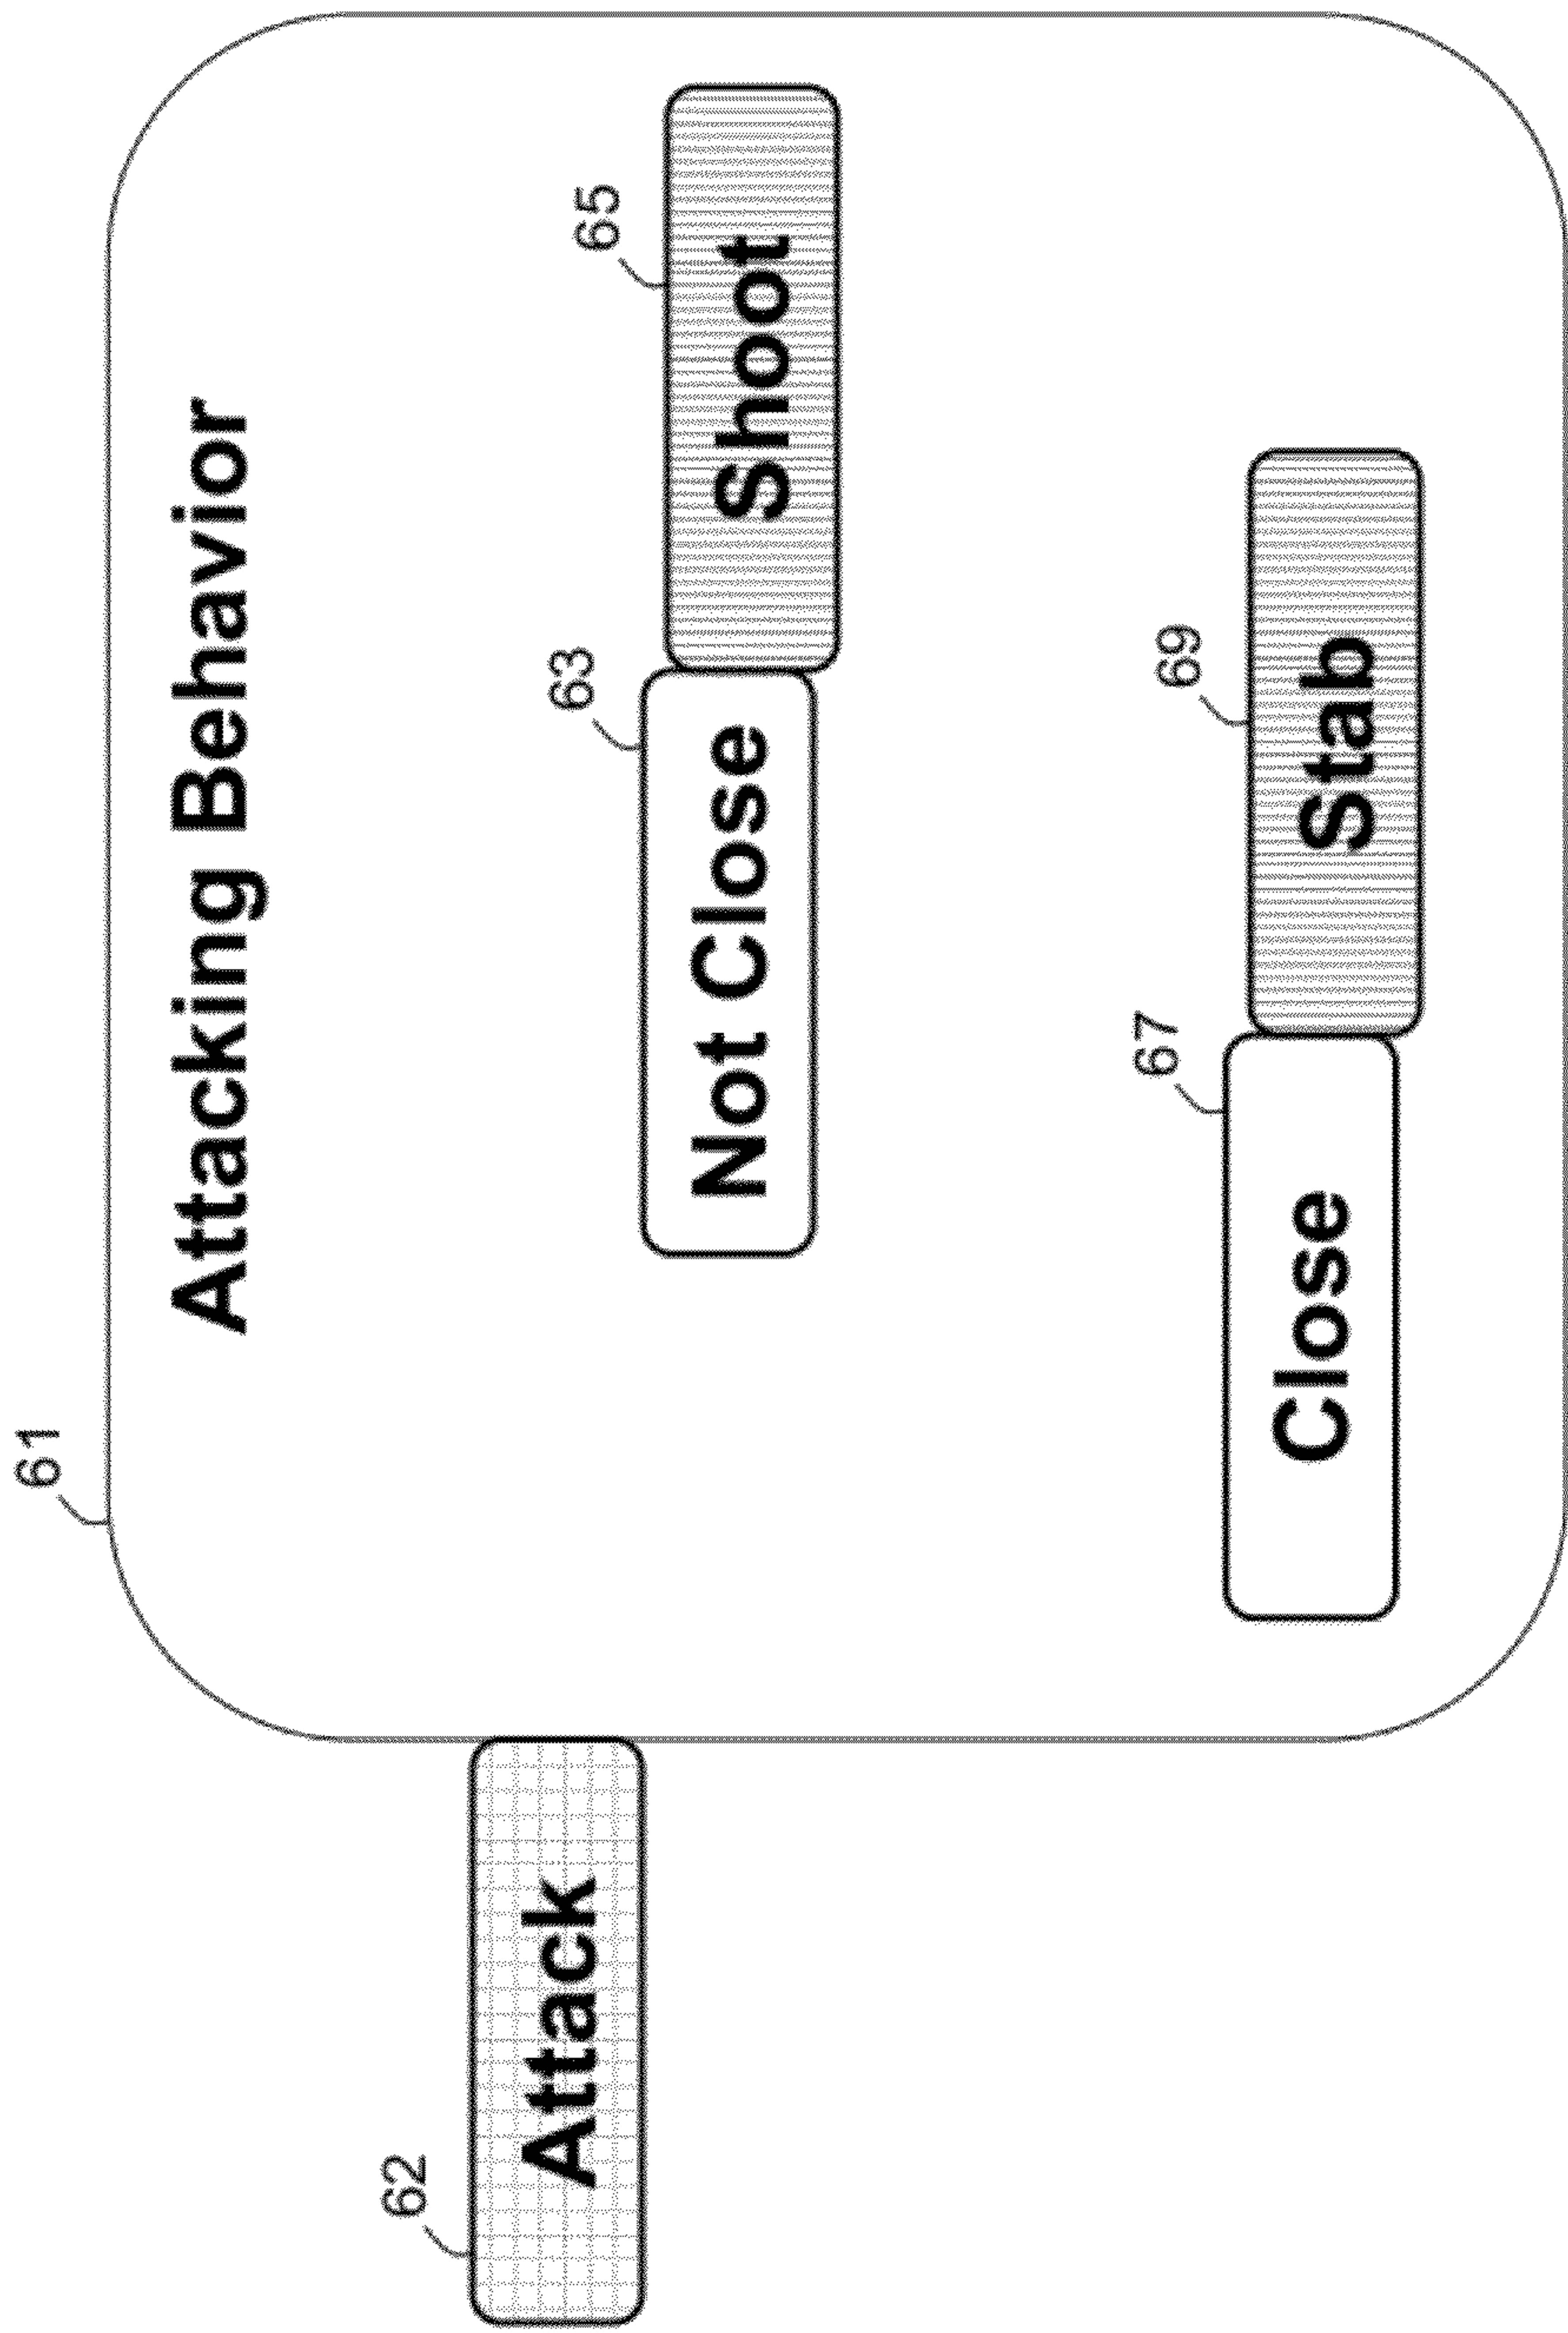 61
Attacking Behavior
62
Attack
63
Not Close
65
Shoot
67
Close
69
Stab